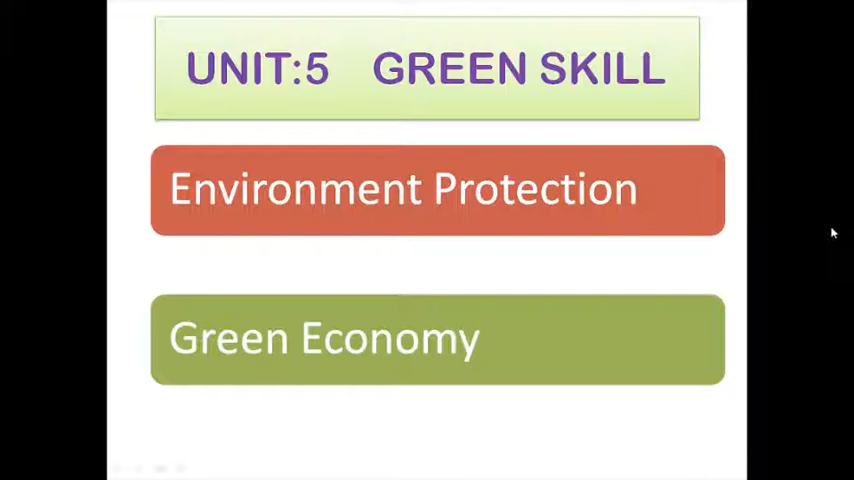 UNIT:5 GREEN SKILL
Environment Protection
Green Economy